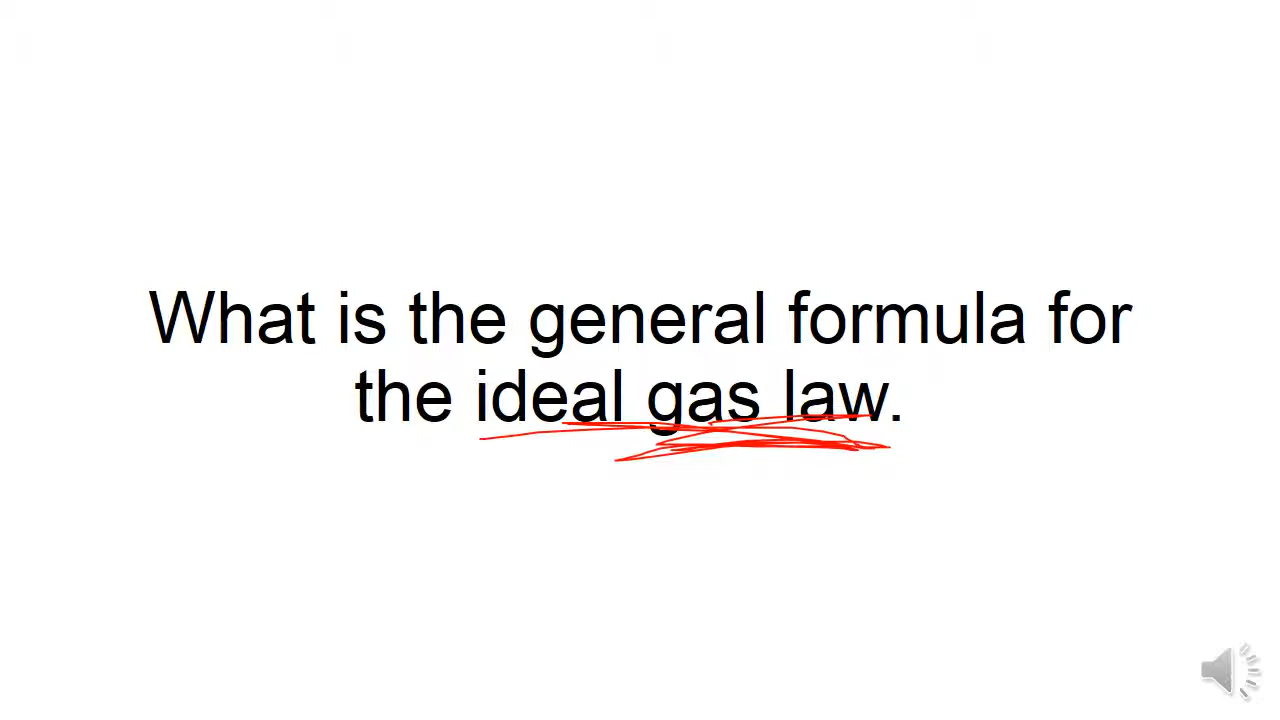 What is the general formula for
the ideal gas law.